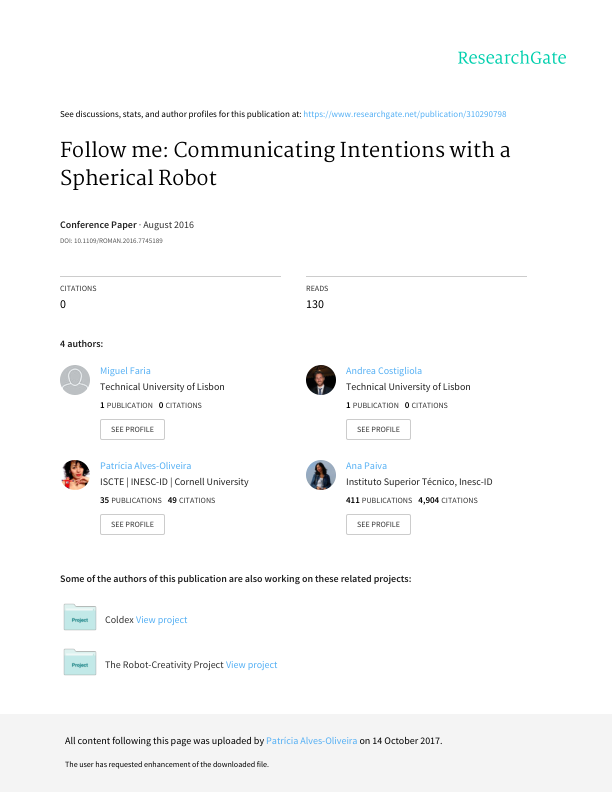 ResearchGate
See discussions, stats, and author profiles for this publication at: https://www.researchgate.net/publication/310290798
Follow me: Communicating Intentions with a
Spherical Robot
Conference Paper · August 2016
DOI: 10.1109/ROMAN.2016.7745189
CITATIONS
0
READS
130
4 authors:
Miguel Faria
Technical University of Lisbon
1 PUBLICATION 0 CITATIONS
SEE PROFILE
Andrea Costigliola
Technical University of Lisbon
1 PUBLICATION 0 CITATIONS
SEE PROFILE
Patrícia Alves-Oliveira
ISCTE | INESC-ID | Cornell University
35 PUBLICATIONS 49 CITATIONS
SEE PROFILE
Ana Paiva
Instituto Superior Técnico, Inesc-ID
411 PUBLICATIONS 4,904 CITATIONS
SEE PROFILE
Some of the authors of this publication are also working on these related projects:
Project
Coldex View project
Project
The Robot-Creativity Project View project
All content following this page was uploaded by Patrícia Alves-Oliveira on 14 October 2017.
The user has requested enhancement of the downloaded file.